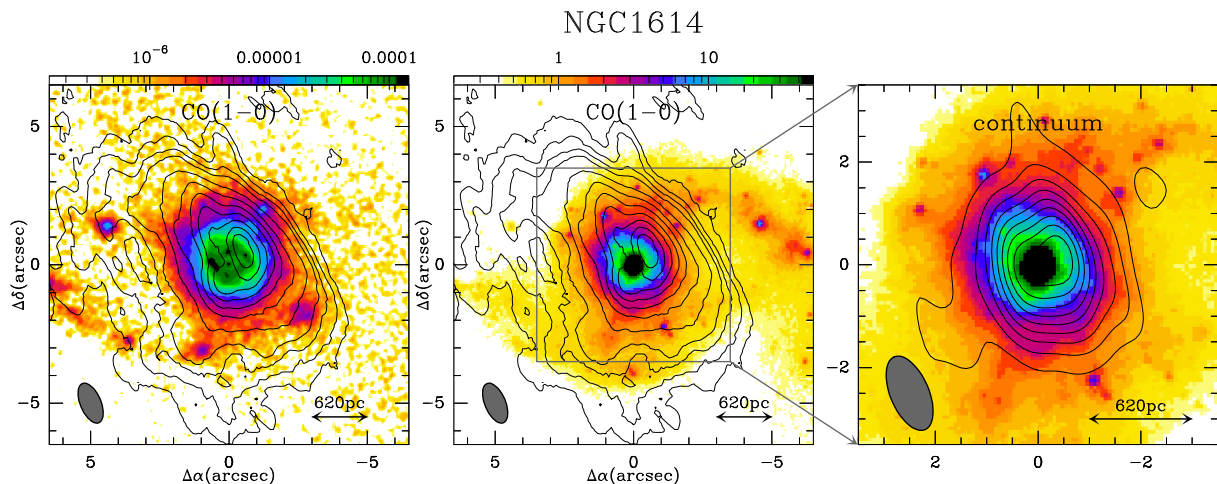 NGC1614
10⁻⁶ 0.00001 0.0001
1 10
CO(1−0)
CO(1−0)
continuum
5
0
−5
Δδ(arcsec)
620pc
5 0 −5
Δα(arcsec)
5
0
−5
Δδ(arcsec)
620pc
5 0 −5
Δα(arcsec)
2
0
−2
620pc
2 0 −2
Δα(arcsec)